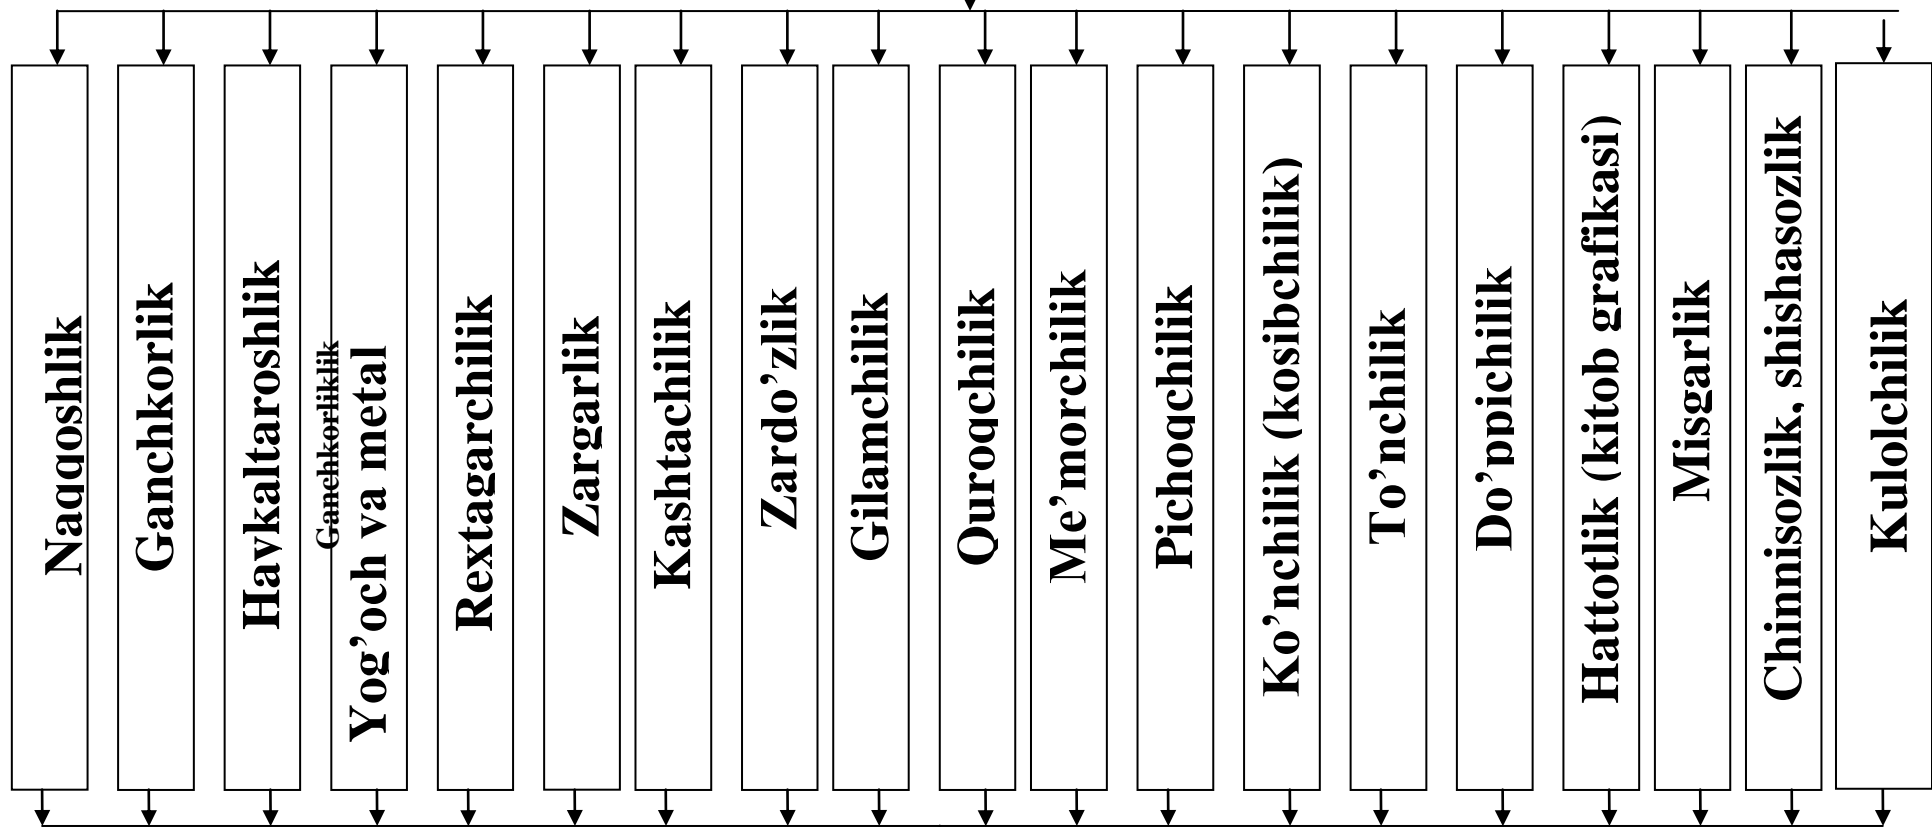 Naqqoshlik
Ganchkorlik
Haykaltaroshlik
Ganchkorliklik
Yog’och va metal
Rextagarchilik
Zargarlik
Kashtachilik
Zardo’zlik
Gilamchilik
Quroqchilik
Me’morchilik
Pichoqchilik
Ko’nchilik (kosibchilik)
To’nchilik
Do’ppichilik
Hattotlik (kitob grafikasi)
Misgarlik
Chinnisozlik, shishasozlik
Kulolchilik